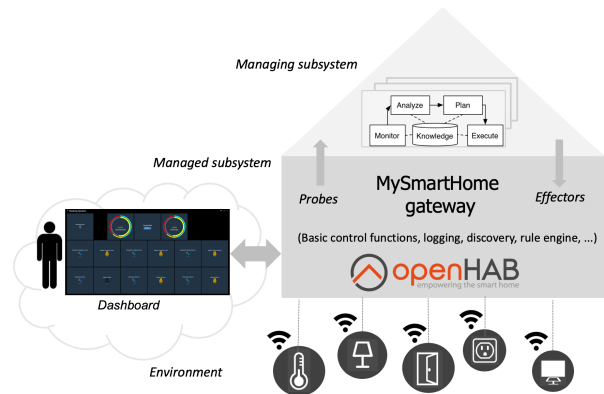 Managing subsystem
Analyze
Plan
Monitor
Knowledge
Execute
Managed subsystem
Probes
MySmartHome
gateway
Effectors
(Basic control functions, logging, discovery, rule engine, ...)
openHAB
empowering the smart home
Dashboard
Environment